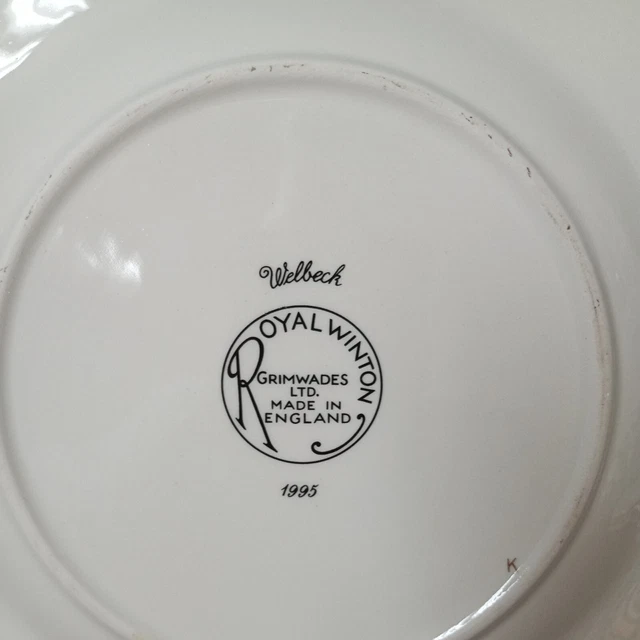 Welbeck
ROYAL WINTON
GRIMWADES
LTD.
MADE IN
ENGLAND
1995
K